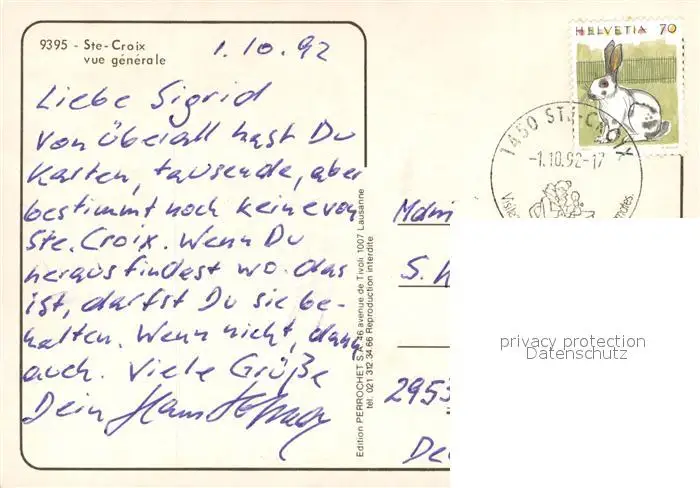 9395 - Ste-Croix
vue générale
1.10.92
Liebe Sigrid
Von überall hast Du
Karten, tausende, aber
bestimmt noch keine von
Ste. Croix. Wenn Du
herausfindest wo das
ist, darfst Du sie be-
halten. Wenn nicht, dann
auch. Viele Grüße
Dein Hans
Edition PERROCHET S.A. 46 avenue de Tivoli 1007 Lausanne
tél. 021 312 34 66 Reproduction interdite
HELVETIA 70
1450 STE-CROIX
-1.10.92-17
S.
2953
privacy protection
Datenschutz